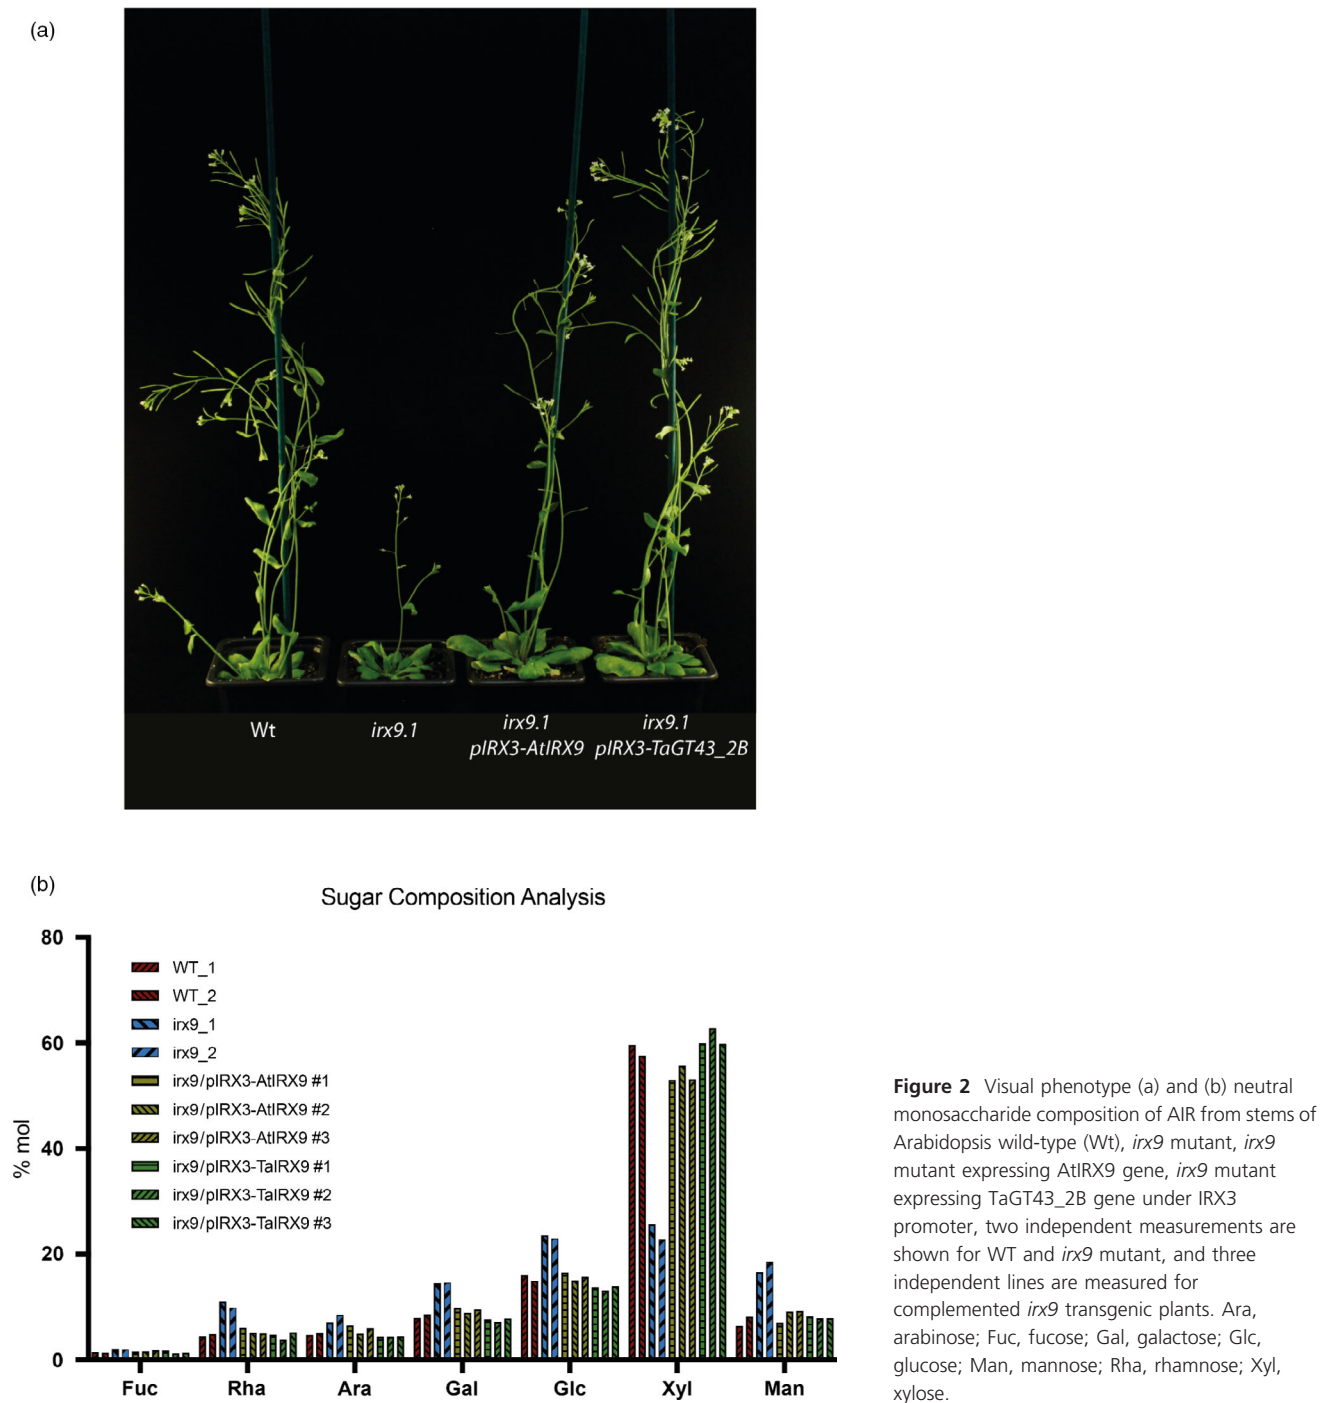 (a)
Wt
irx9.1
irx9.1
pIRX3-AtIRX9
irx9.1
pIRX3-TaGT43_2B
(b)
Sugar Composition Analysis
% mol
80
60
40
20
0
WT_1
WT_2
irx9_1
irx9_2
irx9/pIRX3-AtIRX9 #1
irx9/pIRX3-AtIRX9 #2
irx9/pIRX3-AtIRX9 #3
irx9/pIRX3-TaIRX9 #1
irx9/pIRX3-TaIRX9 #2
irx9/pIRX3-TaIRX9 #3
Fuc Rha Ara Gal Glc Xyl Man
Figure 2 Visual phenotype (a) and (b) neutral
monosaccharide composition of AIR from stems of
Arabidopsis wild-type (Wt), irx9 mutant, irx9
mutant expressing AtIRX9 gene, irx9 mutant
expressing TaGT43_2B gene under IRX3
promoter, two independent measurements are
shown for WT and irx9 mutant, and three
independent lines are measured for
complemented irx9 transgenic plants. Ara,
arabinose; Fuc, fucose; Gal, galactose; Glc,
glucose; Man, mannose; Rha, rhamnose; Xyl,
xylose.